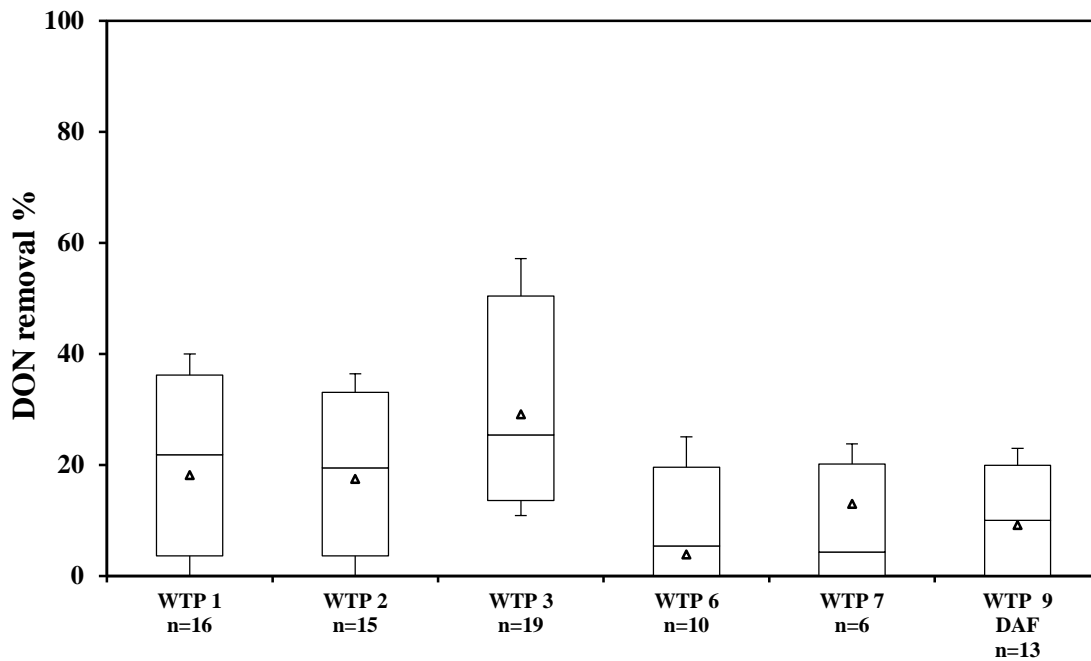 100
80
60
40
20
0
DON removal %
WTP 1
n=16
WTP 2
n=15
WTP 3
n=19
WTP 6
n=10
WTP 7
n=6
WTP 9
DAF
n=13